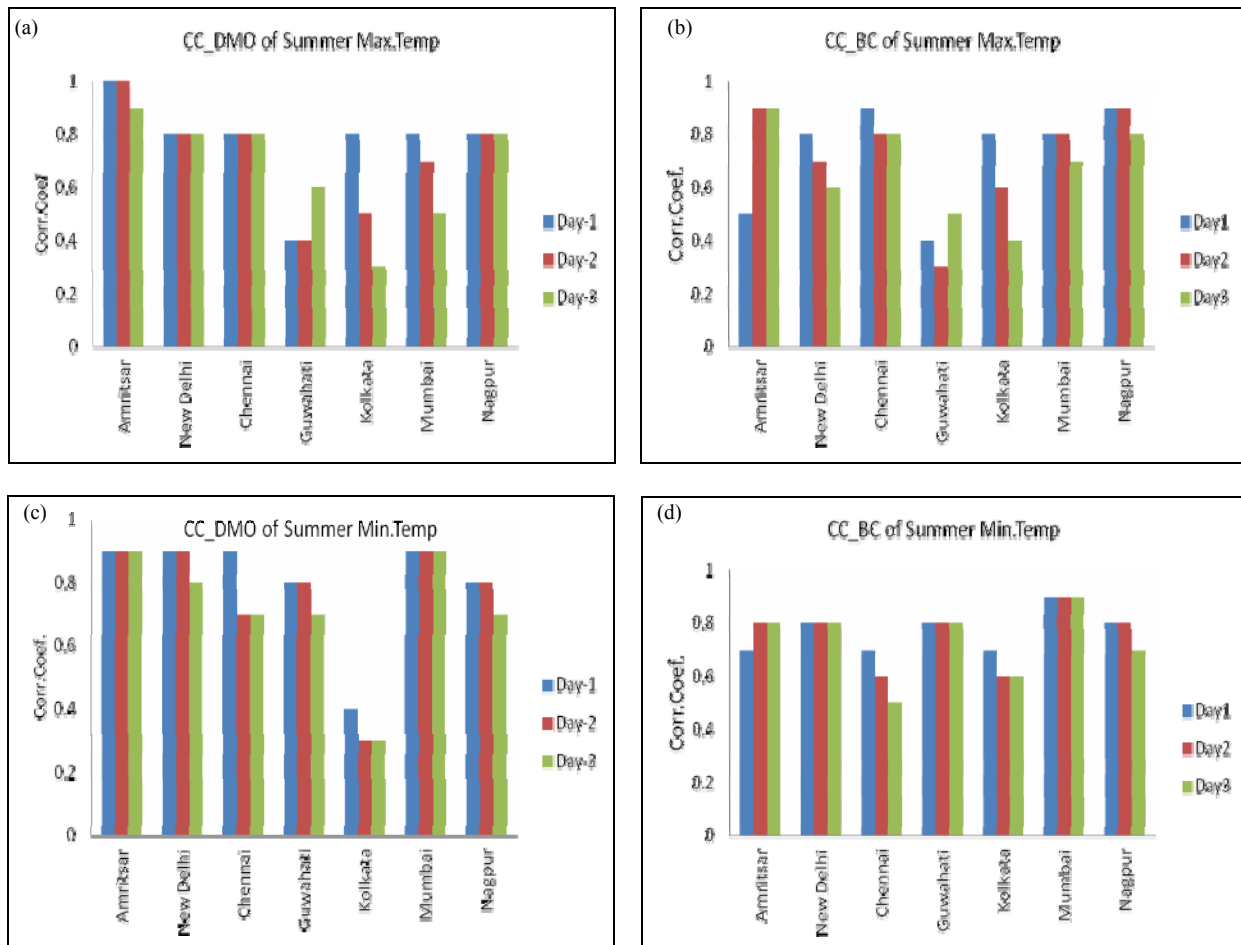 (a)
CC_DMO of Summer Max.Temp
Corr.Coef
1
0.8
0.6
0.4
0.2
0
Amritsar
New Delhi
Chennai
Guwahati
Kolkata
Mumbai
Nagpur
Day-1
Day-2
Day-3
(b)
CC_BC of Summer Max.Temp
Corr.Coef.
1
0.8
0.6
0.4
0.2
0
Amritsar
New Delhi
Chennai
Guwahati
Kolkata
Mumbai
Nagpur
Day1
Day2
Day3
(c)
CC_DMO of Summer Min.Temp
Corr.Coef.
1
0.8
0.6
0.4
0.2
0
Amritsar
New Delhi
Chennai
Guwahati
Kolkata
Mumbai
Nagpur
Day-1
Day-2
Day-3
(d)
CC_BC of Summer Min.Temp
Corr.Coef.
1
0.8
0.6
0.4
0.2
0
Amritsar
New Delhi
Chennai
Guwahati
Kolkata
Mumbai
Nagpur
Day1
Day2
Day3